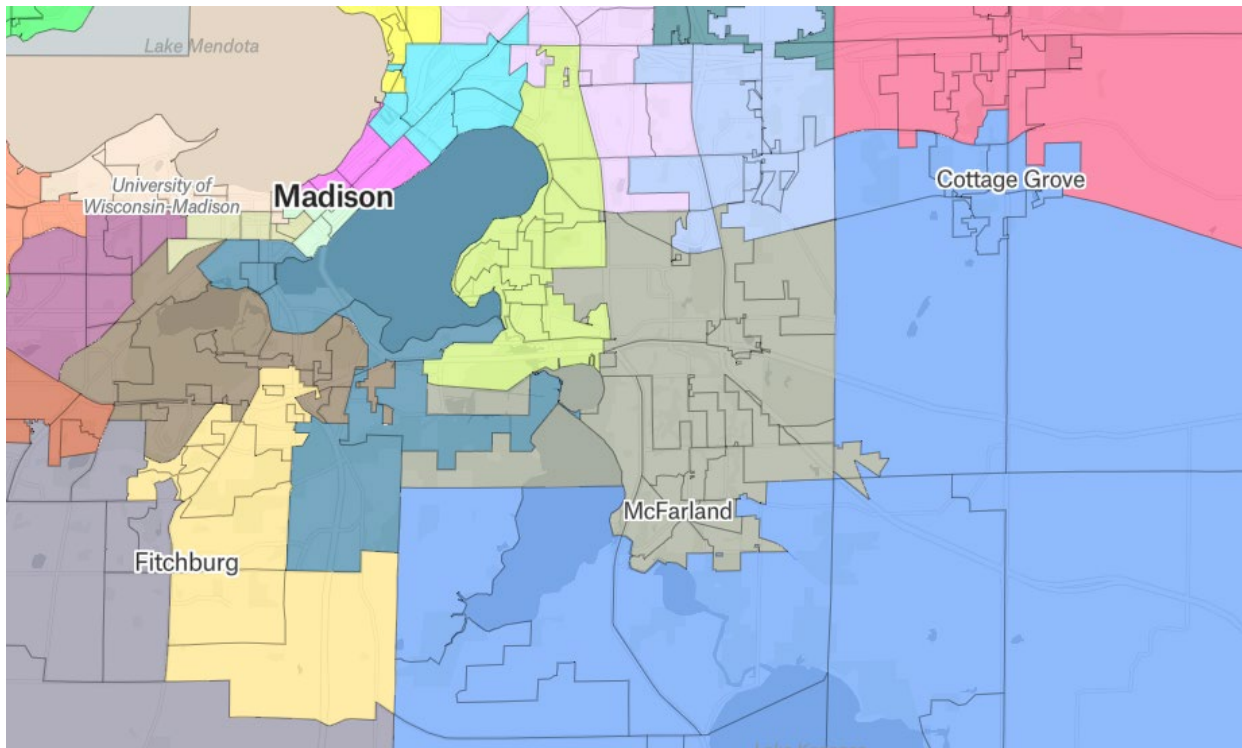 Lake Mendota
University of
Wisconsin-Madison
Madison
Cottage Grove
McFarland
Fitchburg